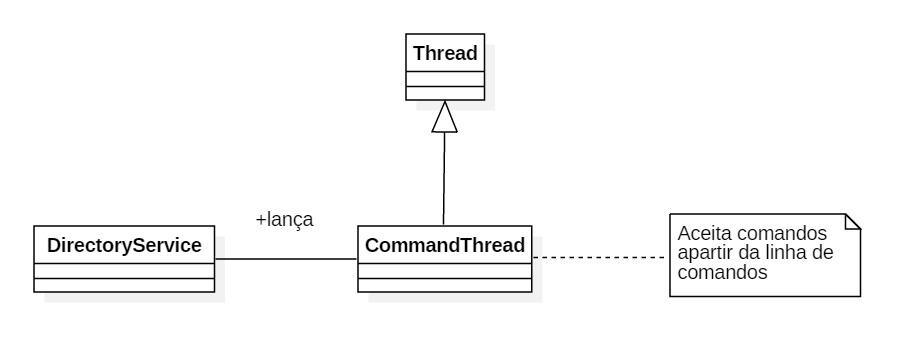 Thread
+lança
DirectoryService
CommandThread
Aceita comandos
apartir da linha de
comandos